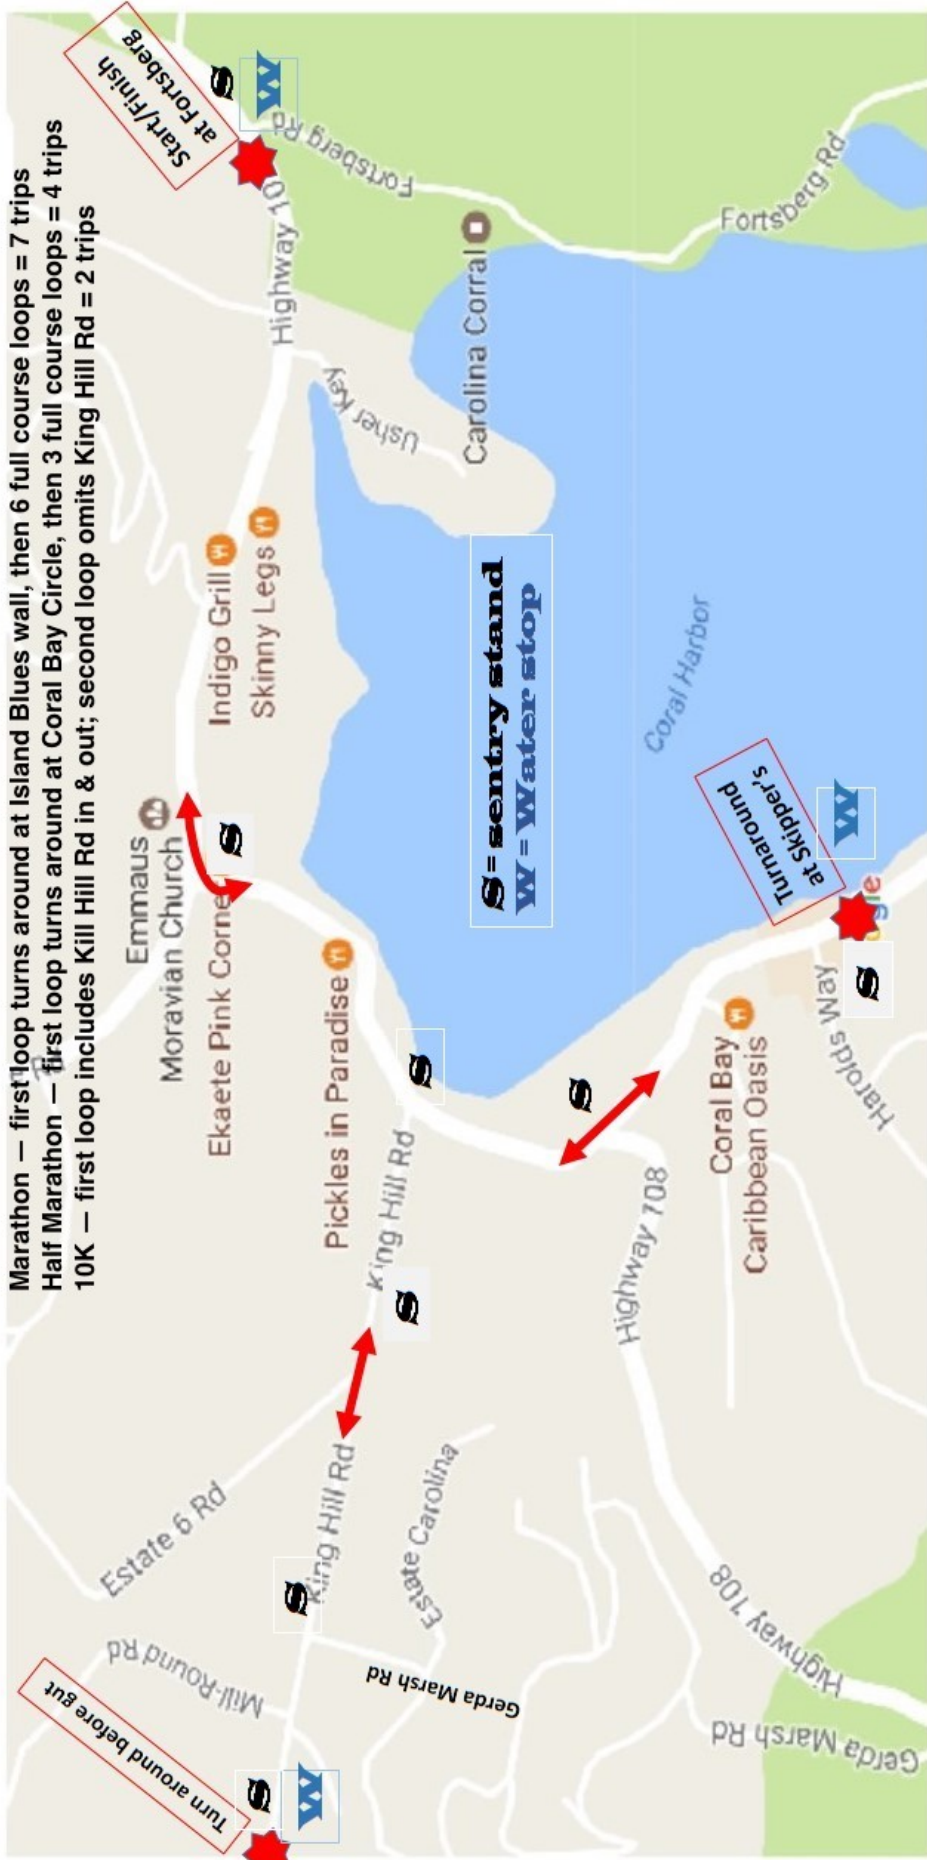 Marathon — first loop turns around at Island Blues wall, then 6 full course loops = 7 trips
Half Marathon — first loop turns around at Coral Bay Circle, then 3 full course loops = 4 trips
10K — first loop includes Kill Hill Rd in & out; second loop omits King Hill Rd = 2 trips
Start/Finish
at Fortsberg
S
W
Highway 10
Fortsberg Rd
Fortsberg Rd
Usher Key
Carolina Corral
Indigo Grill
Skinny Legs
Emmaus
Moravian Church
Ekaete Pink Corne
S
Pickles in Paradise
S
King Hill Rd
S
S = sentry stand
W = Water stop
Coral Harbor
Turnaround
at Skipper's
W
gle
S
Harolds Way
Coral Bay
Caribbean Oasis
S
Highway 108
Highway 108
Estate 6 Rd
King Hill Rd
S
Estate Carolina
Mill-Round Rd
Gerda Marsh Rd
Gerda Marsh Rd
Turn around before gut
S
W